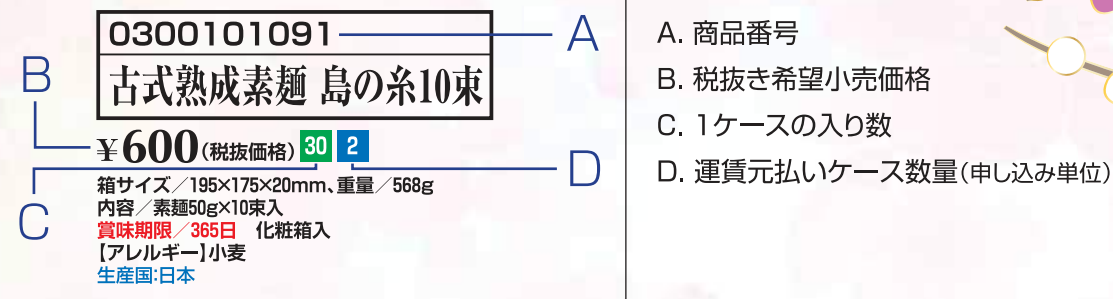 0300101091
A
古式熟成素麺 島の糸10束
B
¥600(税抜価格) 30 2
C
D
箱サイズ/195×175×20mm、重量/568g
内容/素麺50g×10束入
賞味期限/365日 化粧箱入
【アレルギー】小麦
生産国:日本
A. 商品番号
B. 税抜き希望小売価格
C. 1ケースの入り数
D. 運賃元払いケース数量(申し込み単位)